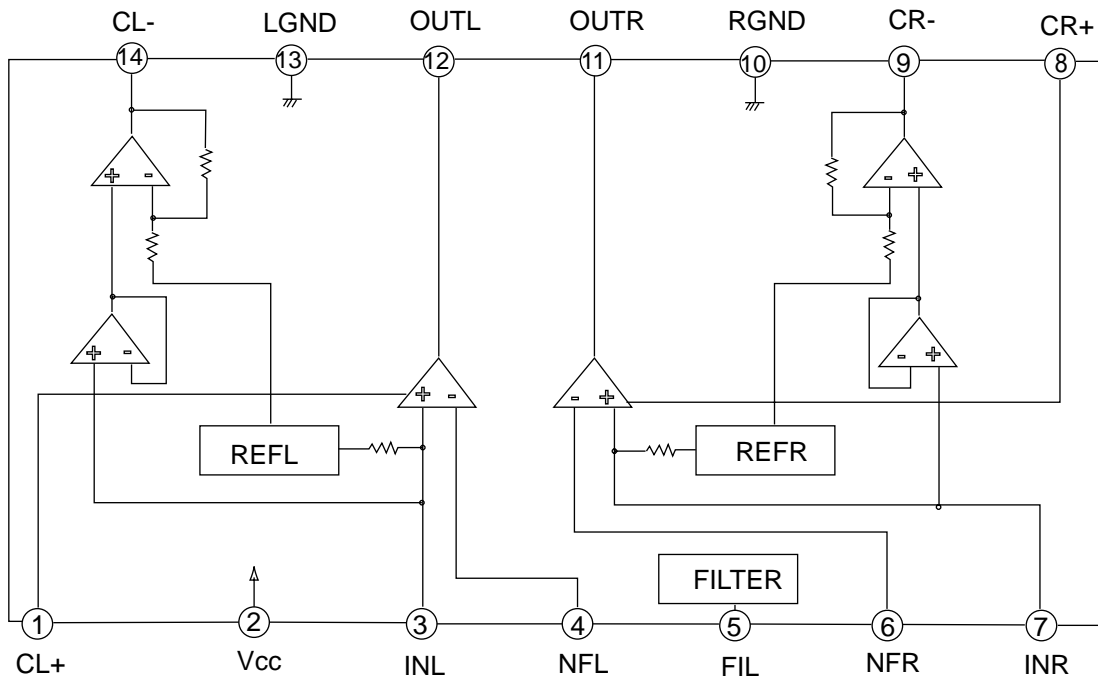 CL- LGND OUTL OUTR RGND CR- CR+
14 13 12 11 10 9 8
+ - - +
+ - + - - + - +
REFL REFR
FILTER
1 2 3 4 5 6 7
CL+ Vcc INL NFL FIL NFR INR